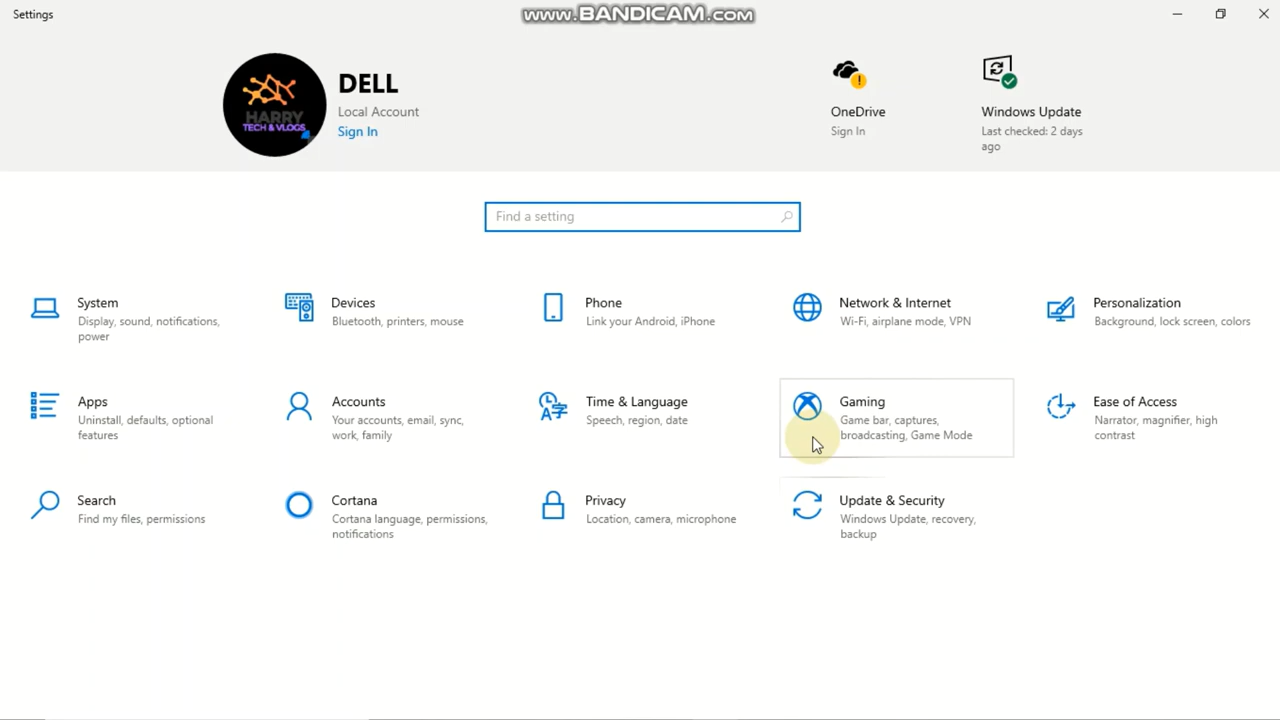 Settings
www.BANDICAM.com
HARRY
TECH & VLOGS
DELL
Local Account
Sign In
OneDrive
Sign In
Windows Update
Last checked: 2 days
ago
Find a setting
System
Display, sound, notifications,
power
Devices
Bluetooth, printers, mouse
Phone
Link your Android, iPhone
Network & Internet
Wi-Fi, airplane mode, VPN
Personalization
Background, lock screen, colors
Apps
Uninstall, defaults, optional
features
Accounts
Your accounts, email, sync,
work, family
Time & Language
Speech, region, date
Gaming
Game bar, captures,
broadcasting, Game Mode
Ease of Access
Narrator, magnifier, high
contrast
Search
Find my files, permissions
Cortana
Cortana language, permissions,
notifications
Privacy
Location, camera, microphone
Update & Security
Windows Update, recovery,
backup